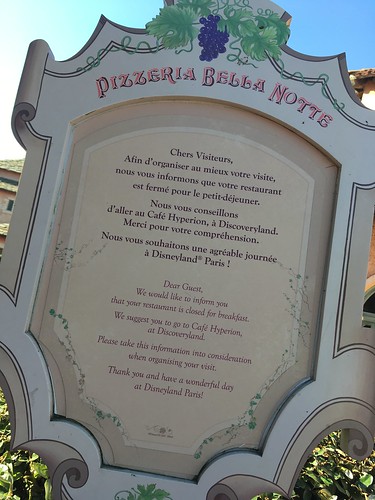 PIZZERIA BELLA NOTTE
Chers Visiteurs,
Afin d'organiser au mieux votre visite,
nous vous informons que votre restaurant
est fermé pour le petit-déjeuner.
Nous vous conseillons
d'aller au Café Hyperion, à Discoveryland.
Merci pour votre compréhension.
Nous vous souhaitons une agréable journée
à Disneyland® Paris !
Dear Guest,
We would like to inform you
that your restaurant is closed for breakfast.
We suggest you to go to Café Hyperion,
at Discoveryland.
Please take this information into consideration
when organising your visit.
Thank you and have a wonderful day
at Disneyland Paris!